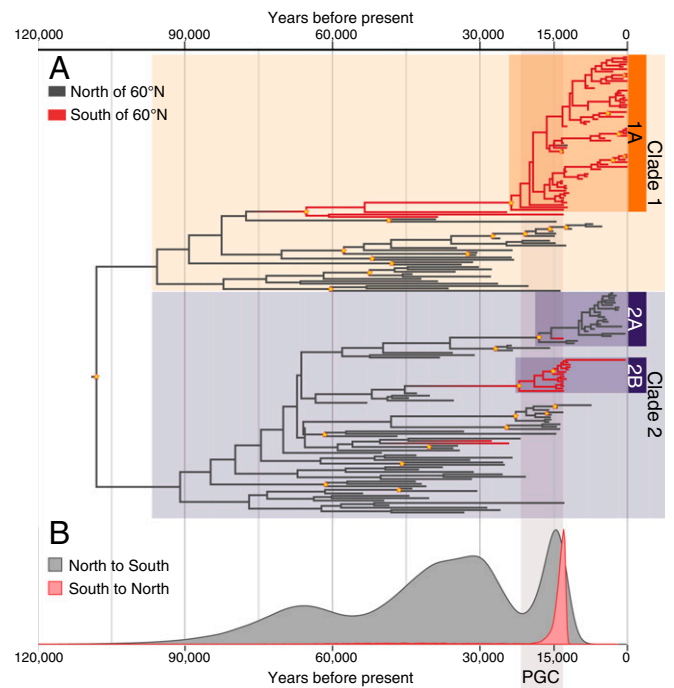 Years before present
120,000 90,000 60,000 30,000 15,000 0
A
North of 60°N
South of 60°N
1A
Clade 1
2A
2B
Clade 2
B
North to South
South to North
120,000 90,000 60,000 30,000 15,000 0
Years before present
PGC